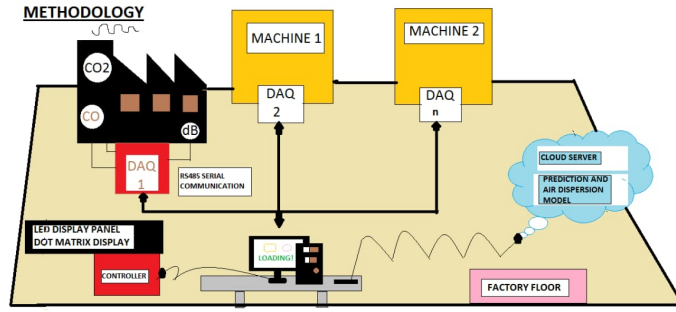 METHODOLOGY
CO2
CO
dB
MACHINE 1
MACHINE 2
DAQ
2
DAQ
n
DAQ
1
RS485 SERIAL
COMMUNICATION
CLOUD SERVER
PREDICTION AND
AIR DISPERSION
MODEL
LED DISPLAY PANEL
DOT MATRIX DISPLAY
LOADING!
CONTROLLER
FACTORY FLOOR